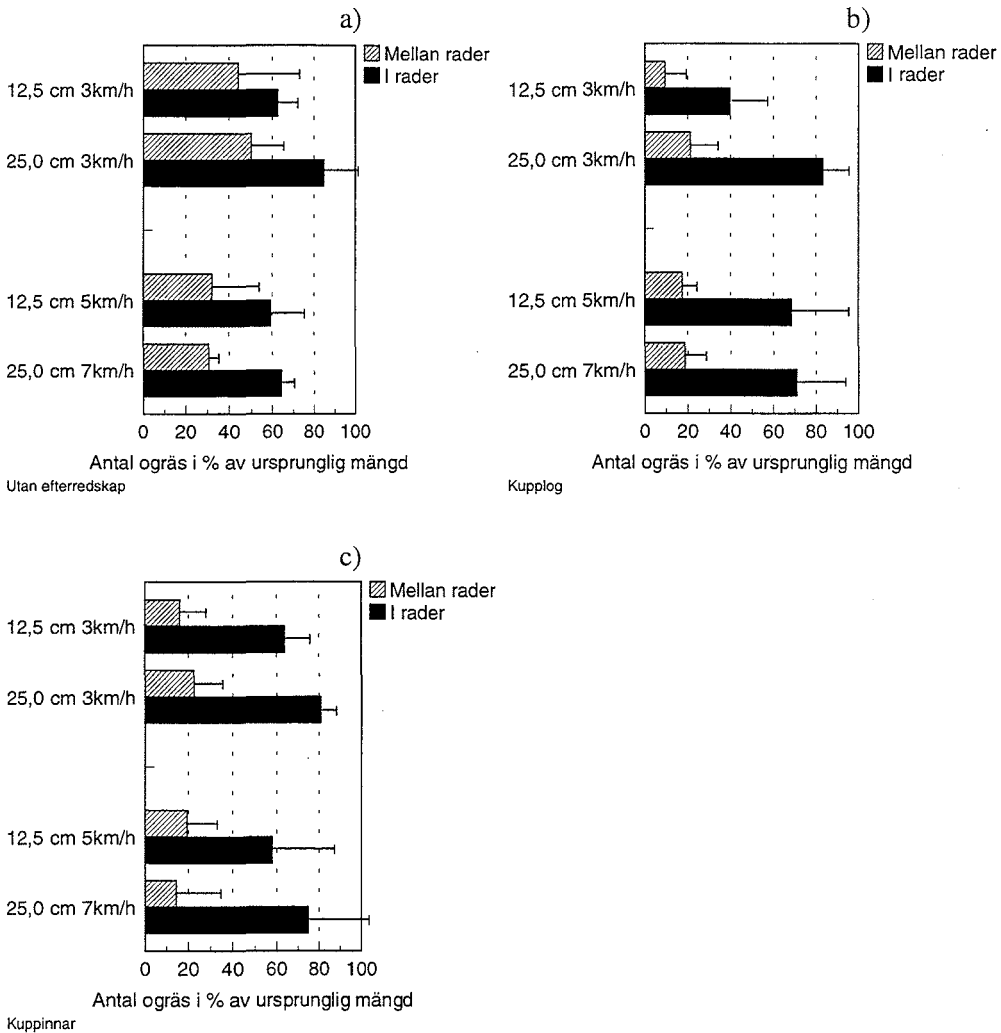 a)
Mellan rader
I rader
12,5 cm 3km/h
25,0 cm 3km/h
12,5 cm 5km/h
25,0 cm 7km/h
0 20 40 60 80 100
Antal ogräs i % av ursprunglig mängd
Utan efterredskap
b)
Mellan rader
I rader
12,5 cm 3km/h
25,0 cm 3km/h
12,5 cm 5km/h
25,0 cm 7km/h
0 20 40 60 80 100
Antal ogräs i % av ursprunglig mängd
Kupplog
c)
Mellan rader
I rader
12,5 cm 3km/h
25,0 cm 3km/h
12,5 cm 5km/h
25,0 cm 7km/h
0 20 40 60 80 100
Antal ogräs i % av ursprunglig mängd
Kuppinnar